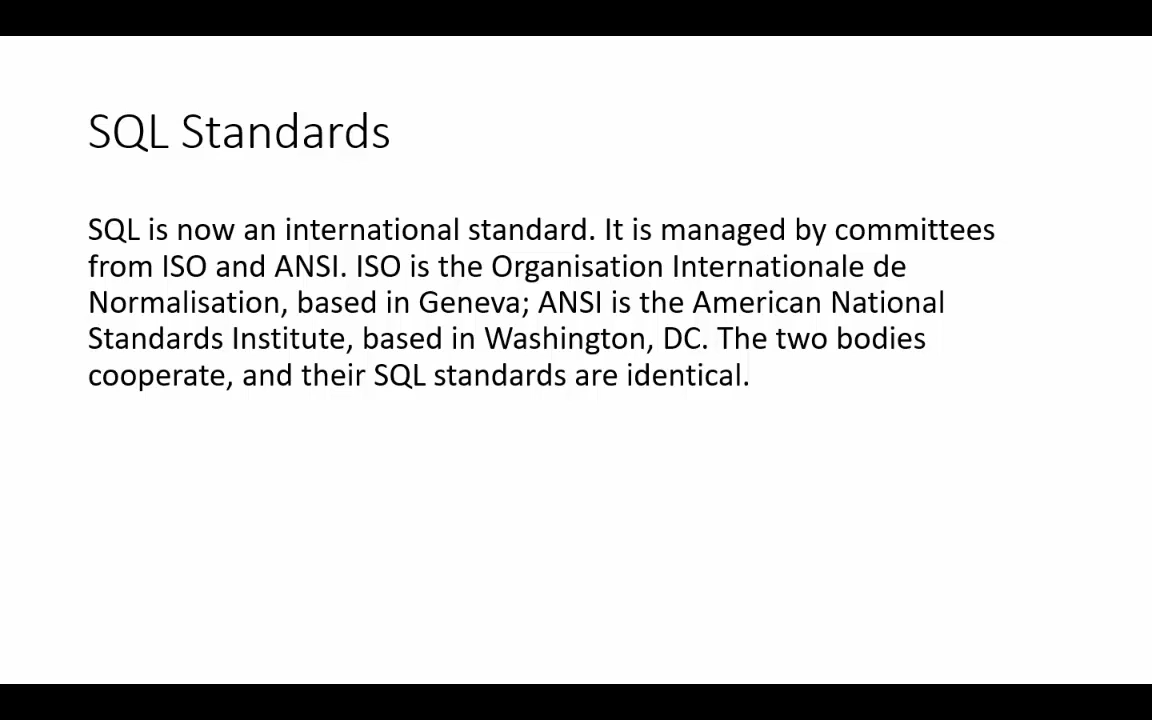 SQL Standards
SQL is now an international standard. It is managed by committees
from ISO and ANSI. ISO is the Organisation Internationale de
Normalisation, based in Geneva; ANSI is the American National
Standards Institute, based in Washington, DC. The two bodies
cooperate, and their SQL standards are identical.